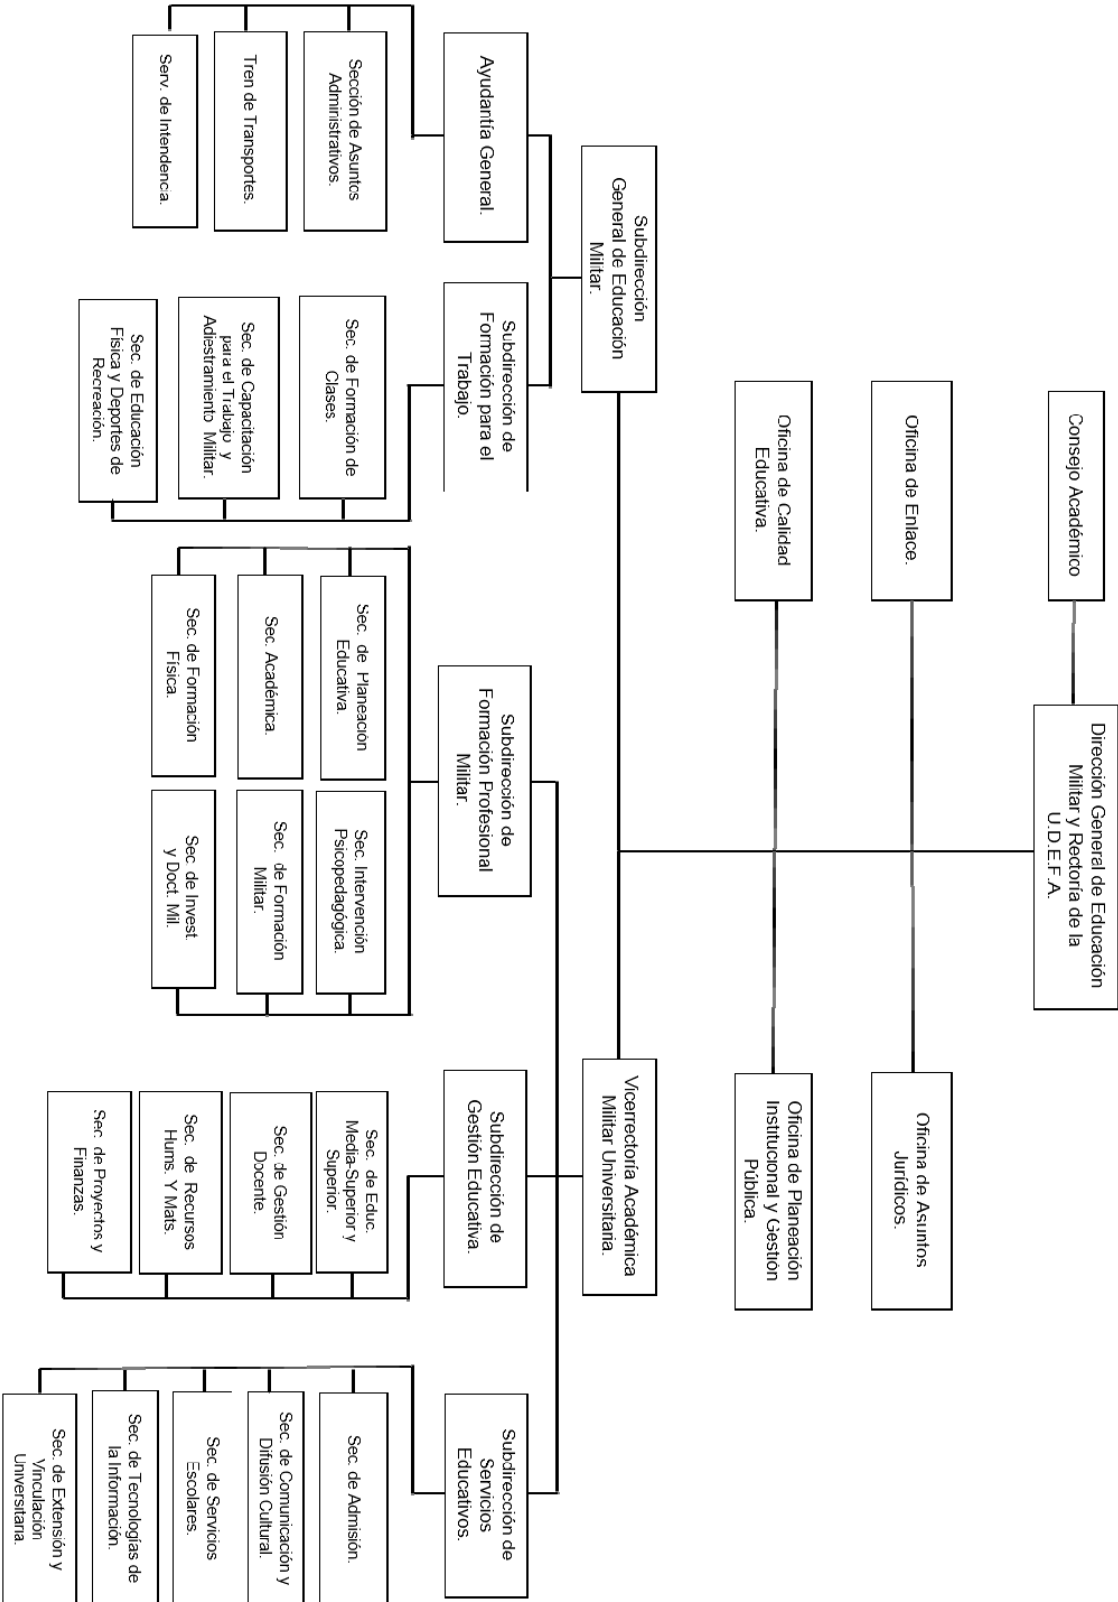 Dirección General de Educación
Militar y Rectoría de la
U.D.E.F.A.
Consejo Académico
Oficina de Enlace.
Oficina de Asuntos
Jurídicos.
Oficina de Calidad
Educativa.
Oficina de Planeación
Institucional y Gestión
Pública.
Subdirección
General de Educación
Militar.
Vicerrectoría Académica
Militar Universitaria.
Ayudantía General.
Subdirección de
Formación para el
Trabajo.
Subdirección de
Formación Profesional
Militar.
Subdirección de
Gestión Educativa.
Subdirección de
Servicios
Educativos.
Sección de Asuntos
Administrativos.
Tren de Transportes.
Serv. de Intendencia.
Sec. de Formación de
Clases.
Sec. de Capacitación
para el Trabajo y
Adiestramiento Militar.
Sec. de Educación
Física y Deportes de
Recreación.
Sec. de Planeación
Educativa.
Sec. Intervención
Psicopedagógica.
Sec. Académica.
Sec. de Formación
Militar.
Sec. de Formación
Física.
Sec. de Invest.
y Doct. Mil.
Sec. de Educ.
Media-Superior y
Superior.
Sec. de Gestión
Docente.
Sec. de Recursos
Hums. Y Mats.
Sec. de Proyectos y
Finanzas.
Sec. de Admisión.
Sec. de Comunicación y
Difusión Cultural.
Sec. de Servicios
Escolares.
Sec. de Tecnologías de
la Información.
Sec. de Extensión y
Vinculación
Universitaria.